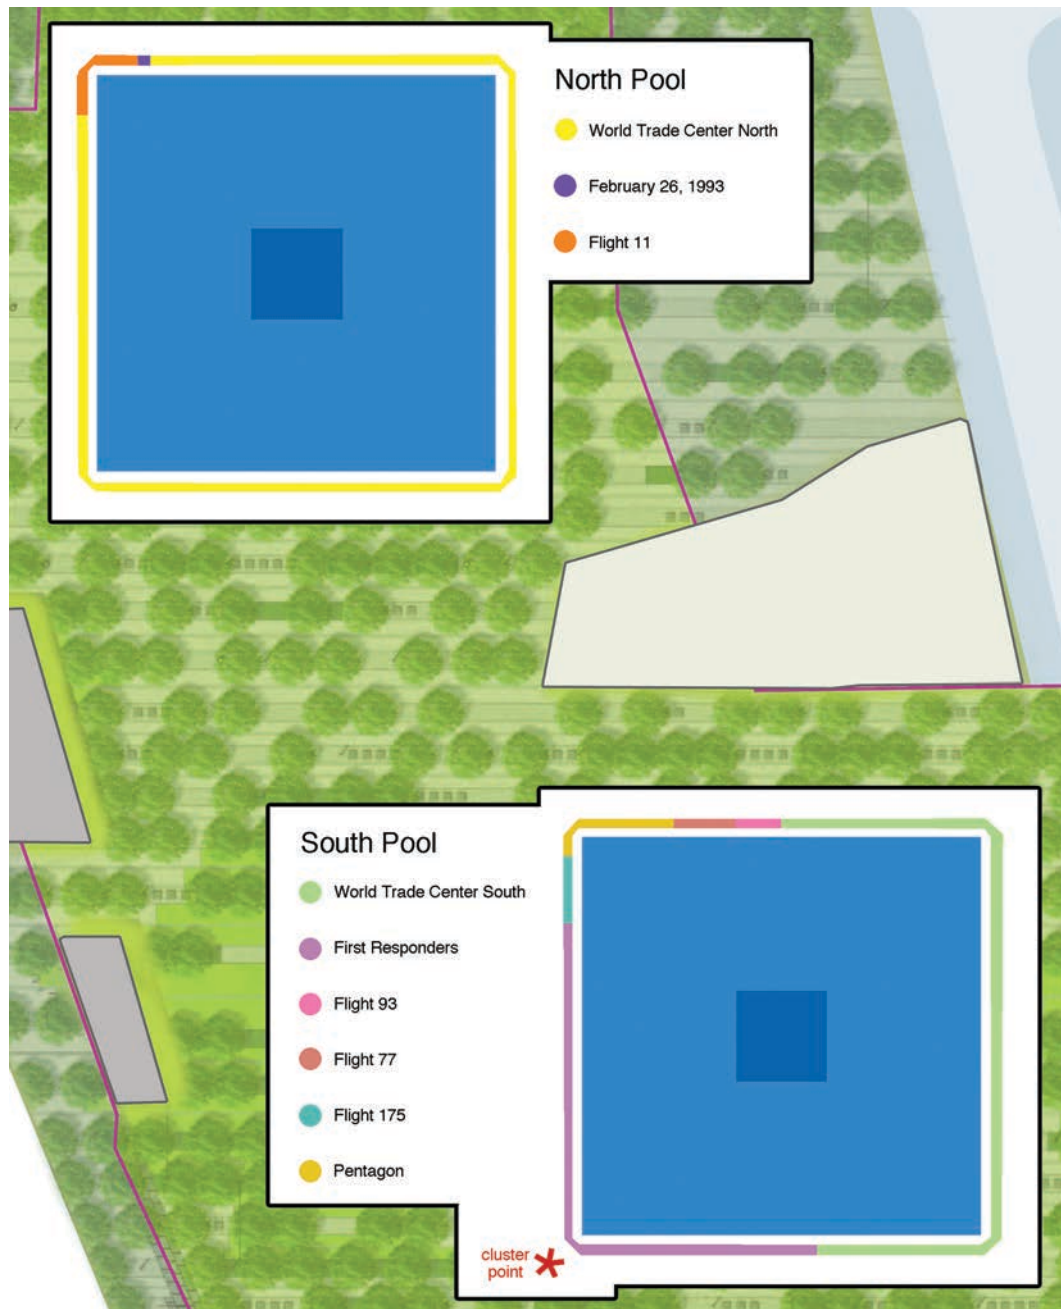 North Pool
World Trade Center North
February 26, 1993
Flight 11
South Pool
World Trade Center South
First Responders
Flight 93
Flight 77
Flight 175
Pentagon
cluster
point